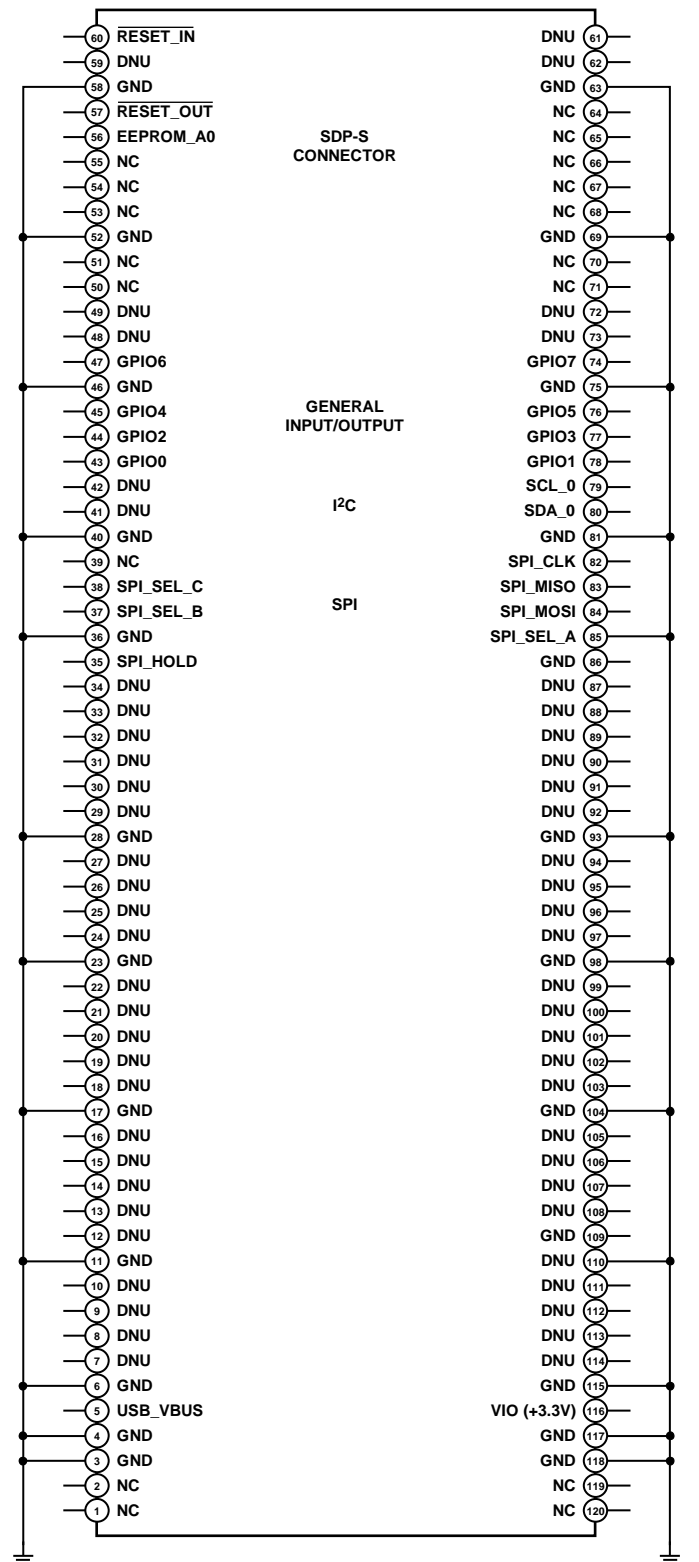 60 RESET_IN DNU 61
59 DNU DNU 62
58 GND GND 63
57 RESET_OUT NC 64
56 EEPROM_A0 SDP-S NC 65
CONNECTOR
55 NC NC 66
54 NC NC 67
53 NC NC 68
52 GND GND 69
51 NC NC 70
50 NC NC 71
49 DNU DNU 72
48 DNU DNU 73
47 GPIO6 GPIO7 74
46 GND GND 75
45 GPIO4 GENERAL GPIO5 76
INPUT/OUTPUT
44 GPIO2 GPIO3 77
43 GPIO0 GPIO1 78
42 DNU SCL_0 79
41 DNU I2C SDA_0 80
40 GND GND 81
39 NC SPI_CLK 82
38 SPI_SEL_C SPI_MISO 83
37 SPI_SEL_B SPI SPI_MOSI 84
36 GND SPI_SEL_A 85
35 SPI_HOLD GND 86
34 DNU DNU 87
33 DNU DNU 88
32 DNU DNU 89
31 DNU DNU 90
30 DNU DNU 91
29 DNU DNU 92
28 GND GND 93
27 DNU DNU 94
26 DNU DNU 95
25 DNU DNU 96
24 DNU DNU 97
23 GND GND 98
22 DNU DNU 99
21 DNU DNU 100
20 DNU DNU 101
19 DNU DNU 102
18 DNU DNU 103
17 GND GND 104
16 DNU DNU 105
15 DNU DNU 106
14 DNU DNU 107
13 DNU DNU 108
12 DNU GND 109
11 GND DNU 110
10 DNU DNU 111
9 DNU DNU 112
8 DNU DNU 113
7 DNU DNU 114
6 GND GND 115
5 USB_VBUS VIO (+3.3V) 116
4 GND GND 117
3 GND GND 118
2 NC NC 119
1 NC NC 120